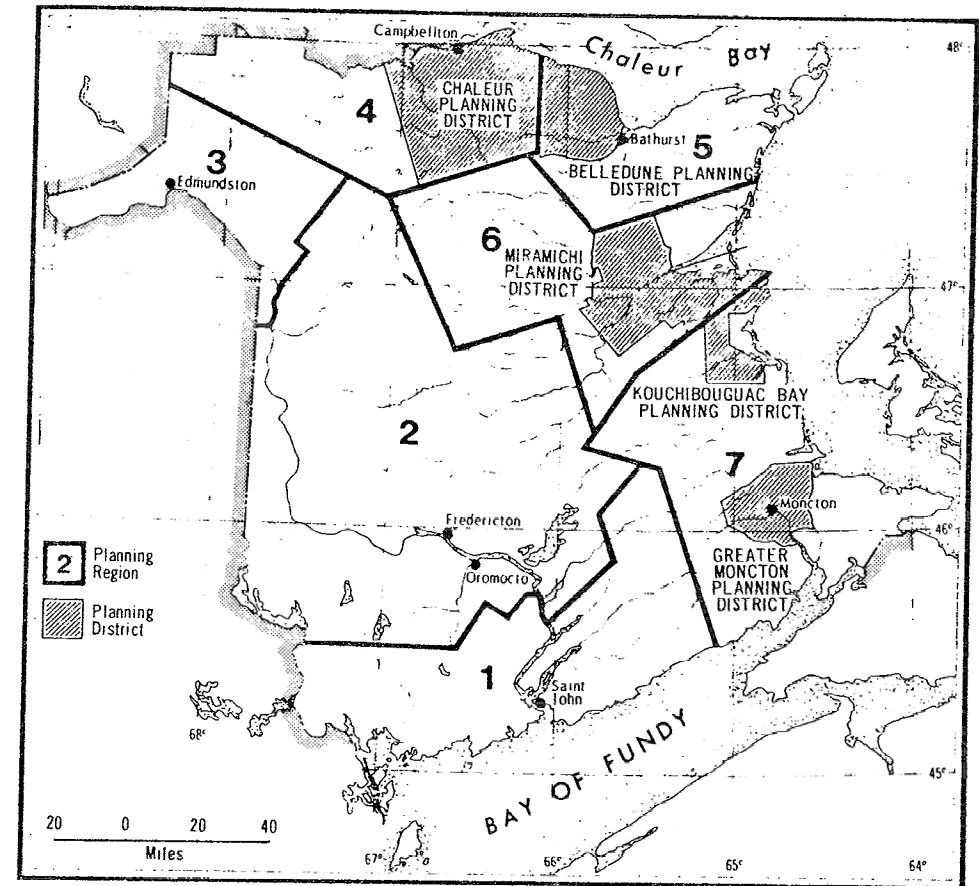 Campbellton
Chaleur Bay
48°
CHALEUR
PLANNING
DISTRICT
4
3
Edmundston
Bathurst
5
BELLEDUNE PLANNING
DISTRICT
6
MIRAMICHI
PLANNING
DISTRICT
47°
KOUCHIBOUGUAC BAY
PLANNING DISTRICT
2
7
Moncton
Fredericton
46°
Oromocto
GREATER
MONCTON
PLANNING
DISTRICT
2 Planning
Region
Planning
District
1
Saint
John
68°
BAY OF FUNDY
45°
20 0 20 40
Miles
67° 66° 65° 64°